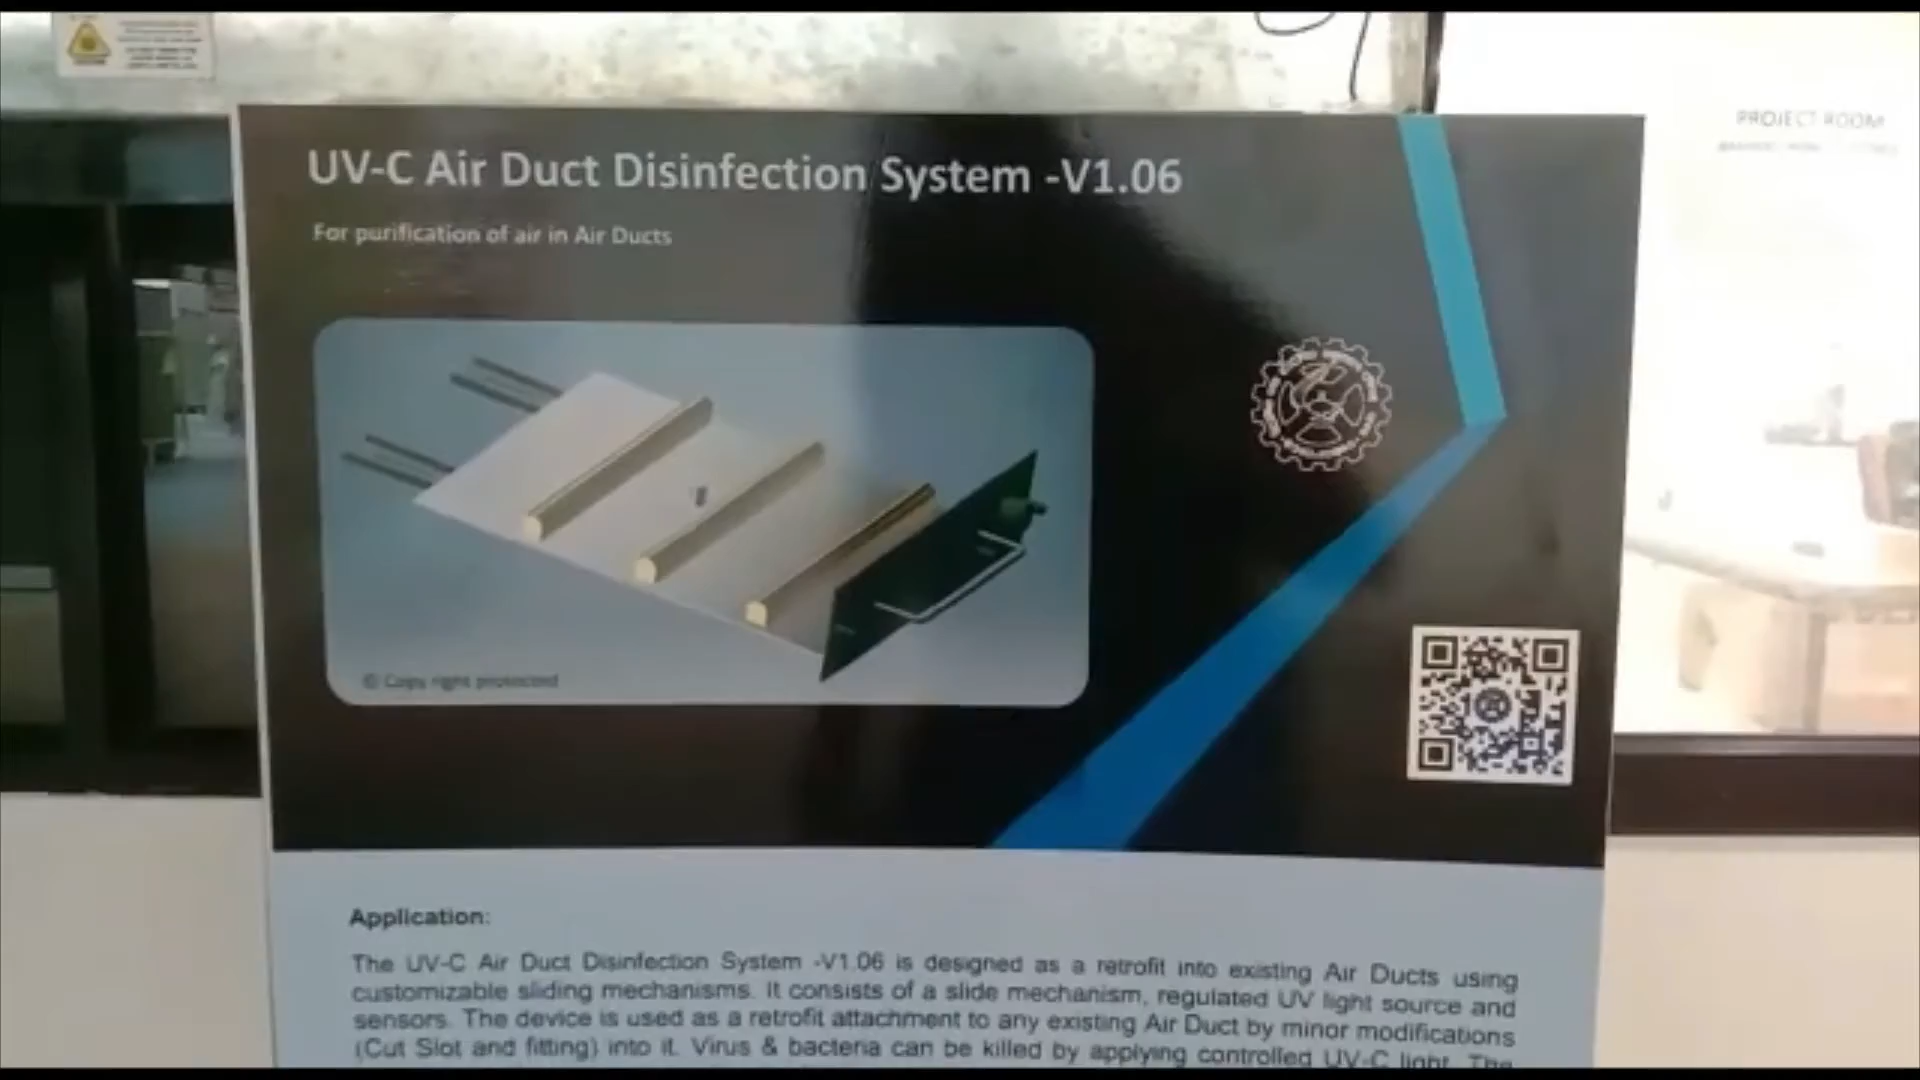 UV-C Air Duct Disinfection System -V1.06
For purification of air in Air Ducts
PROJECT ROOM
© Copy right protected
Application:
The UV-C Air Duct Disinfection System -V1.06 is designed as a retrofit into existing Air Ducts using
customizable sliding mechanisms. It consists of a slide mechanism, regulated UV light source and
sensors. The device is used as a retrofit attachment to any existing Air Duct by minor modifications
(Cut Slot and fitting) into it. Virus & bacteria can be killed by applying controlled UV-C light. The